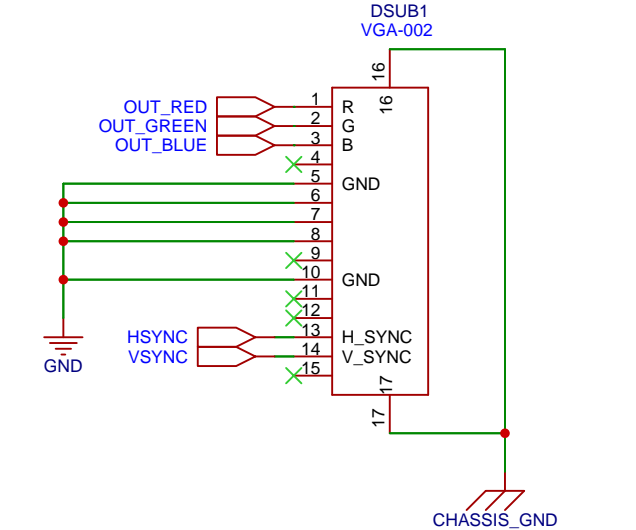 DSUB1
VGA-002
16
16
OUT_RED 1 R
OUT_GREEN 2 G
OUT_BLUE 3 B
4
5 GND
6
7
8
9
10 GND
11
12
HSYNC 13 H_SYNC
VSYNC 14 V_SYNC
15
17
17
GND
CHASSIS_GND